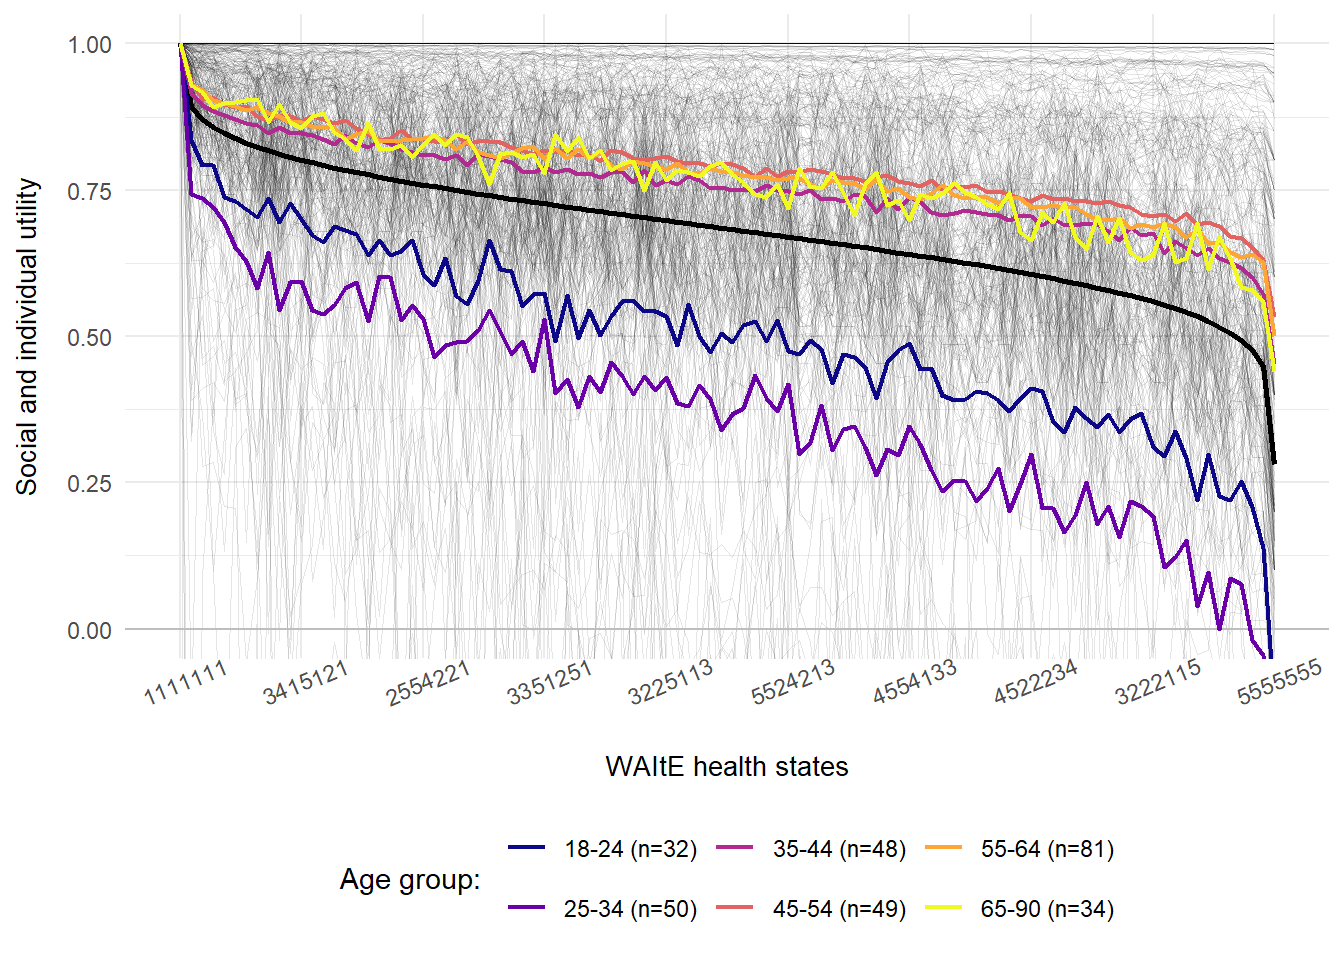 1.00
0.75
0.50
0.25
0.00
Social and individual utility
1111111
3415121
2554221
3351251
3225113
5524213
4554133
4522234
3222115
5555555
WAItE health states
Age group:
18-24 (n=32)
35-44 (n=48)
55-64 (n=81)
25-34 (n=50)
45-54 (n=49)
65-90 (n=34)